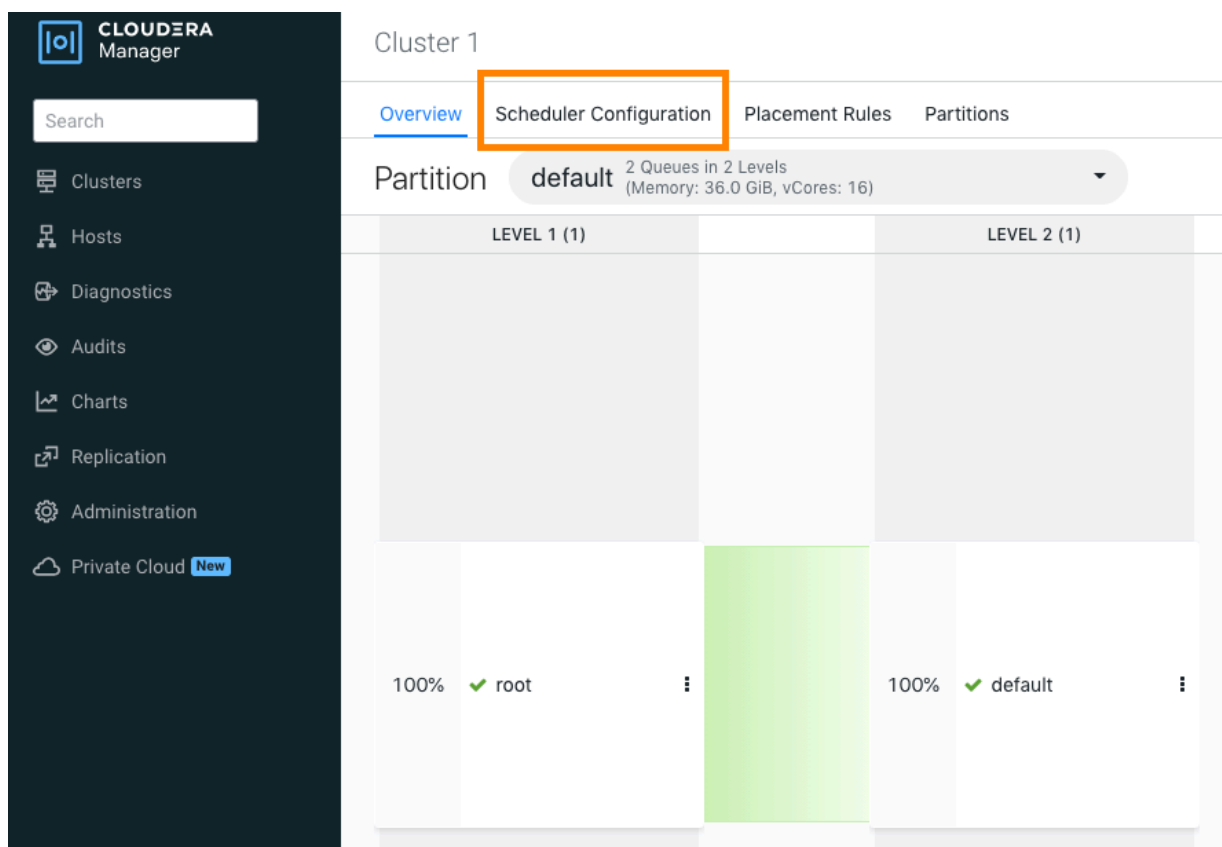 CLOUDERA
Manager
Search
Clusters
Hosts
Diagnostics
Audits
Charts
Replication
Administration
Private Cloud New
Cluster 1
Overview Scheduler Configuration Placement Rules Partitions
Partition default 2 Queues in 2 Levels
(Memory: 36.0 GiB, vCores: 16)
LEVEL 1 (1) LEVEL 2 (1)
100% root 100% default